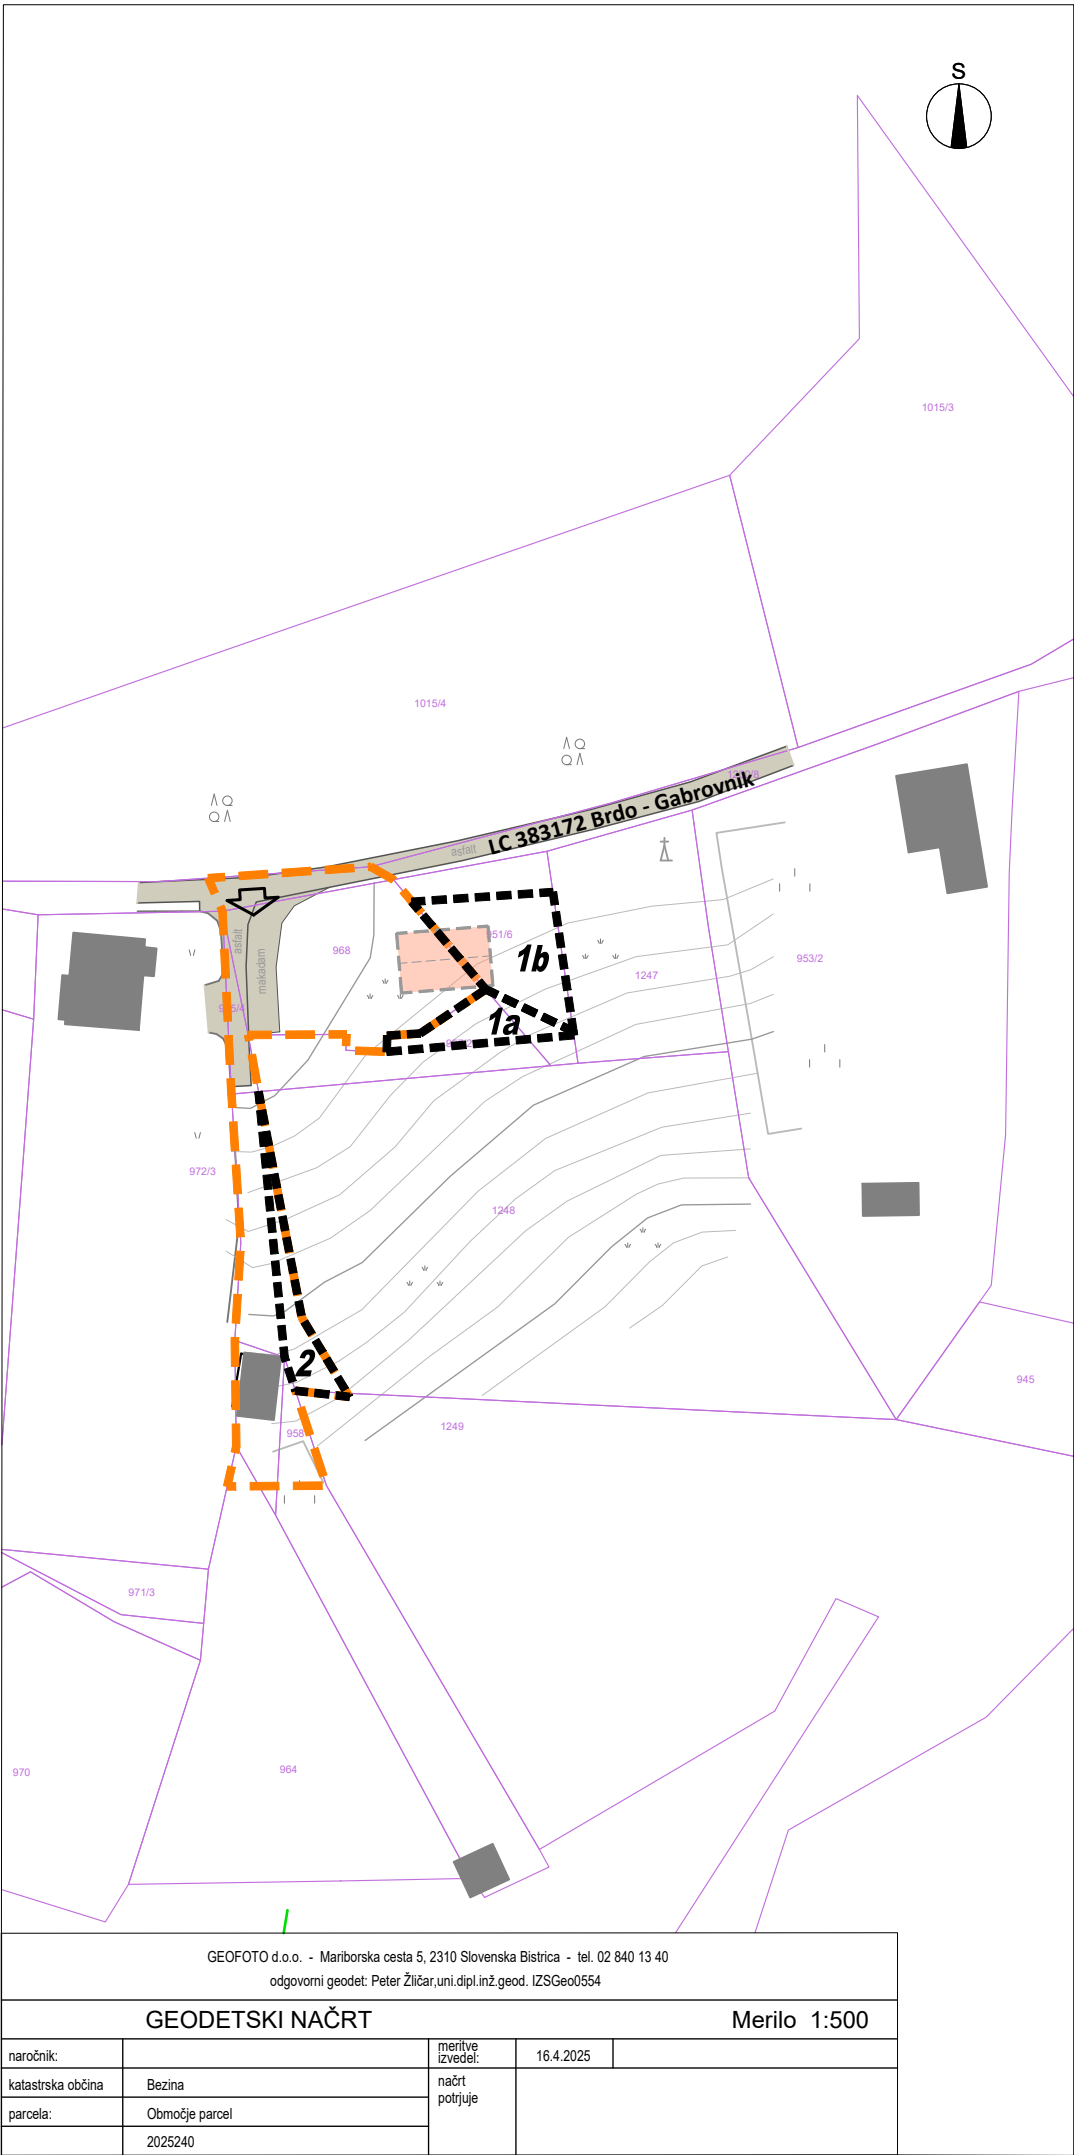 S
1015/3
1015/4
LC 383172 Brdo - Gabrovnik
asfalt
asfalt
makadam
968
951/6
1b
1247
953/2
1a
972/3
1248
2
958
1249
945
971/3
970
964
GEOFOTO d.o.o. - Mariborska cesta 5, 2310 Slovenska Bistrica - tel. 02 840 13 40
odgovorni geodet: Peter Žličar,uni.dipl.inž.geod. IZSGeo0554
GEODETSKI NAČRT
Merilo 1:500
naročnik:
meritve izvedel:
16.4.2025
katastrska občina
Bezina
načrt potrjuje
parcela:
Območje parcel
2025240